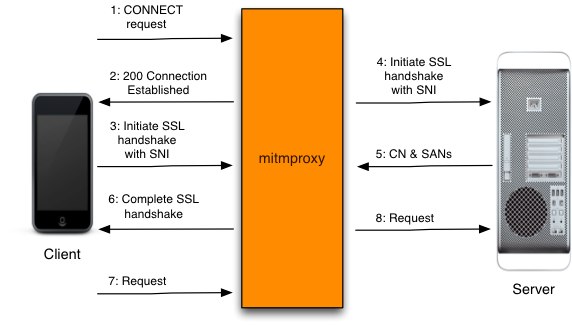 1: CONNECT
request
2: 200 Connection
Established
3: Initiate SSL
handshake
with SNI
6: Complete SSL
handshake
7: Request
Client
mitmproxy
4: Initiate SSL
handshake
with SNI
5: CN & SANs
8: Request
Server